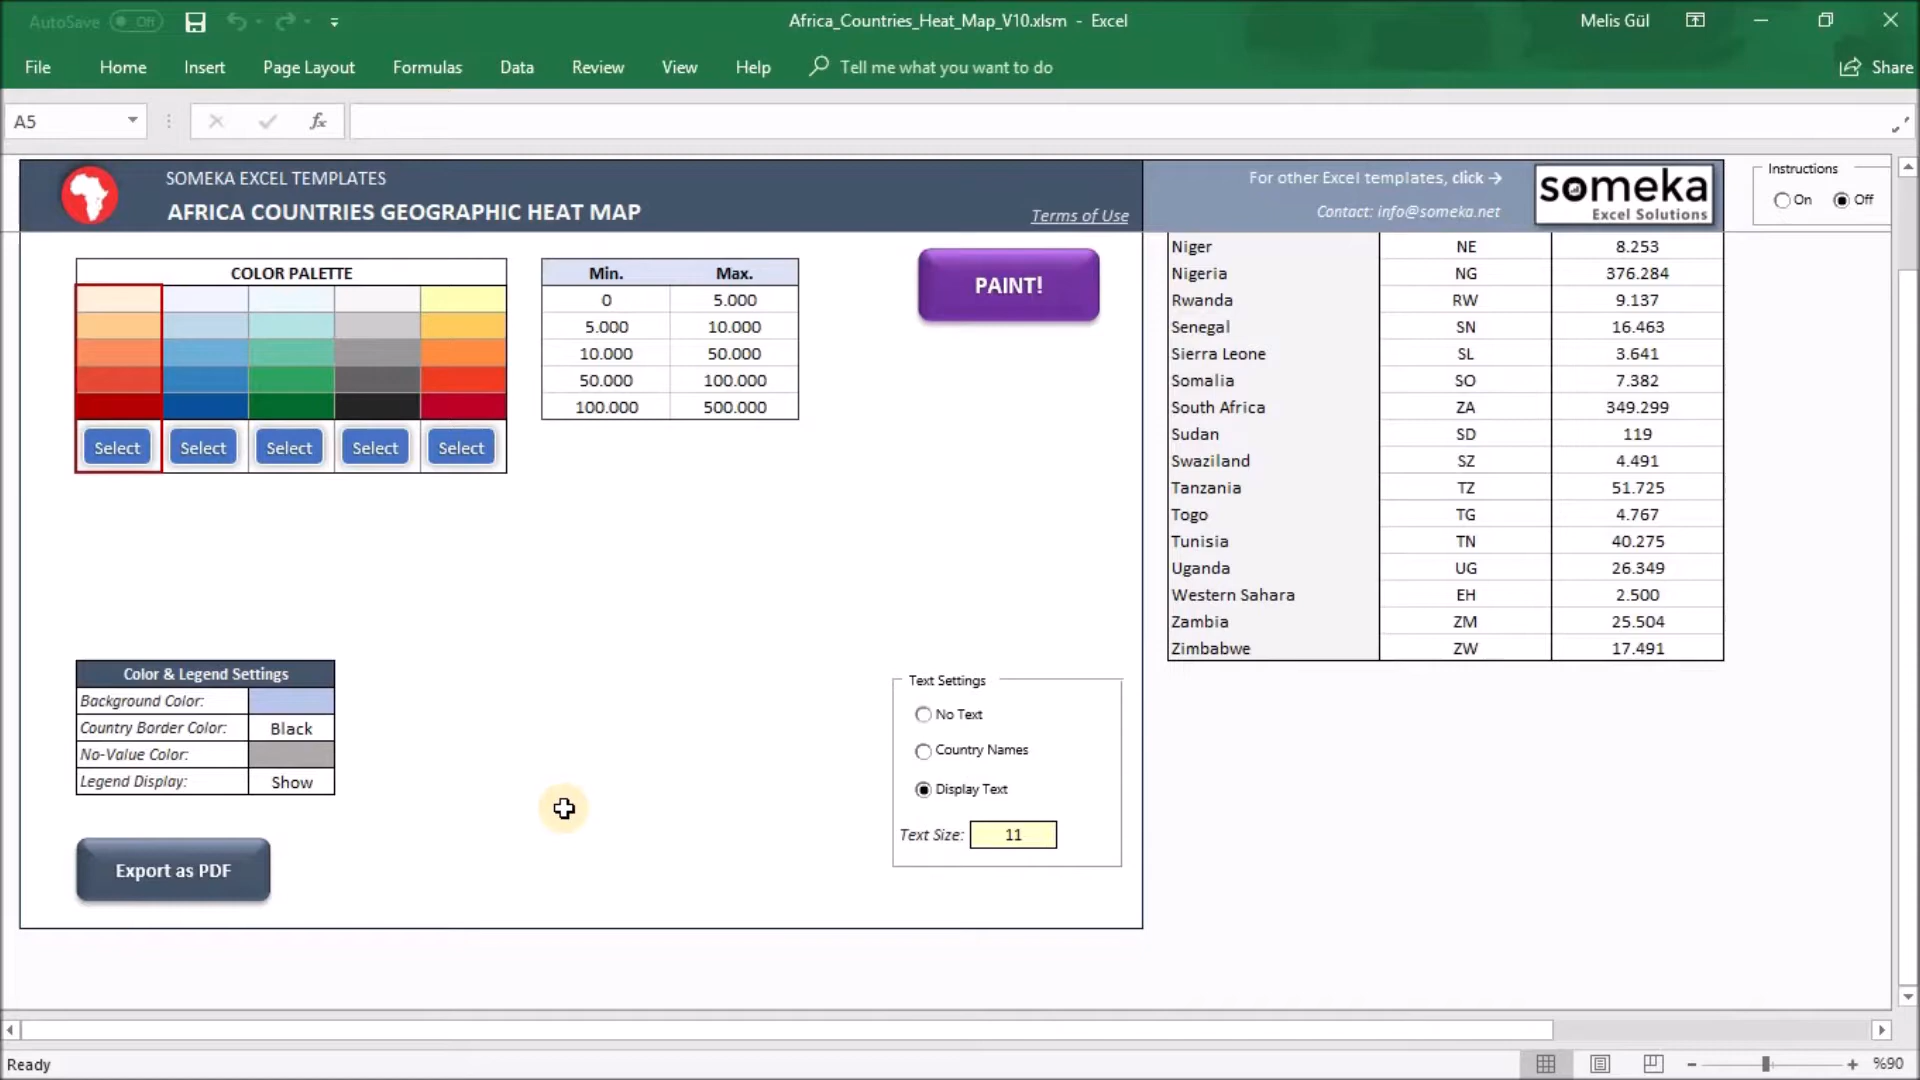 AutoSave Off
Africa_Countries_Heat_Map_V10.xlsm - Excel
Melis Gül
File Home Insert Page Layout Formulas Data Review View Help Tell me what you want to do Share
A5
fx
SOMEKA EXCEL TEMPLATES
AFRICA COUNTRIES GEOGRAPHIC HEAT MAP
Terms of Use
For other Excel templates, click →
Contact: info@someka.net
someka
Excel Solutions
Instructions
On Off
COLOR PALETTE
Select Select Select Select Select
Min. Max.
0 5.000
5.000 10.000
10.000 50.000
50.000 100.000
100.000 500.000
PAINT!
Niger NE 8.253
Nigeria NG 376.284
Rwanda RW 9.137
Senegal SN 16.463
Sierra Leone SL 3.641
Somalia SO 7.382
South Africa ZA 349.299
Sudan SD 119
Swaziland SZ 4.491
Tanzania TZ 51.725
Togo TG 4.767
Tunisia TN 40.275
Uganda UG 26.349
Western Sahara EH 2.500
Zambia ZM 25.504
Zimbabwe ZW 17.491
Color & Legend Settings
Background Color:
Country Border Color: Black
No-Value Color:
Legend Display: Show
Export as PDF
Text Settings
No Text
Country Names
Display Text
Text Size: 11
Ready
%90